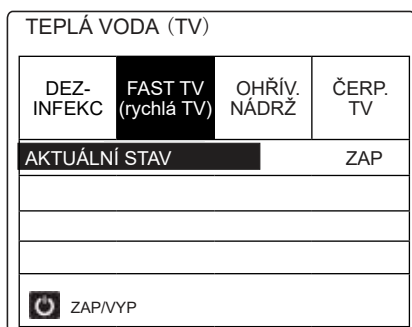 TEPLÁ VODA (TV)
DEZ-
INFEKC
FAST TV
(rychlá TV)
OHŘÍV.
NÁDRŽ
ČERP.
TV
AKTUÁLNÍ STAV ZAP
ZAP/VYP